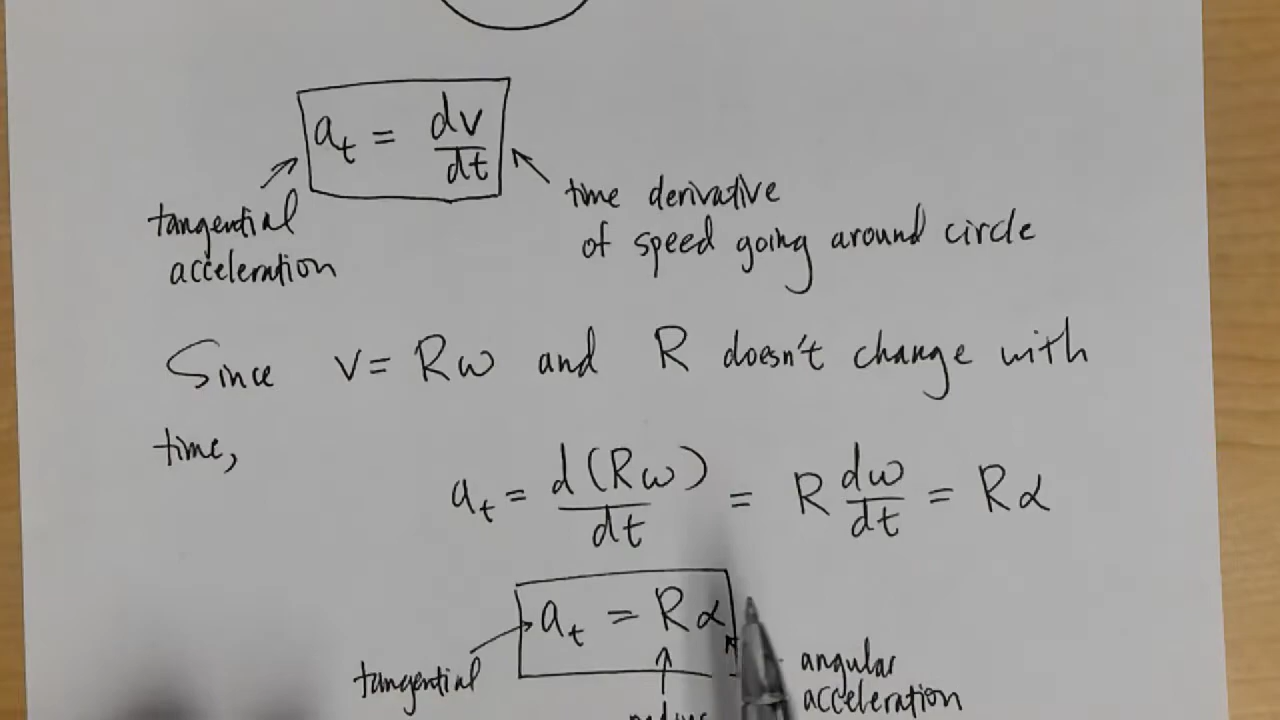 a_t = dv/dt
tangential
acceleration
time derivative
of speed going around circle
Since v = Rω and R doesn't change with
time,
a_t = d(Rω)/dt = R dω/dt = Rα
a_t = Rα
tangential
angular
acceleration